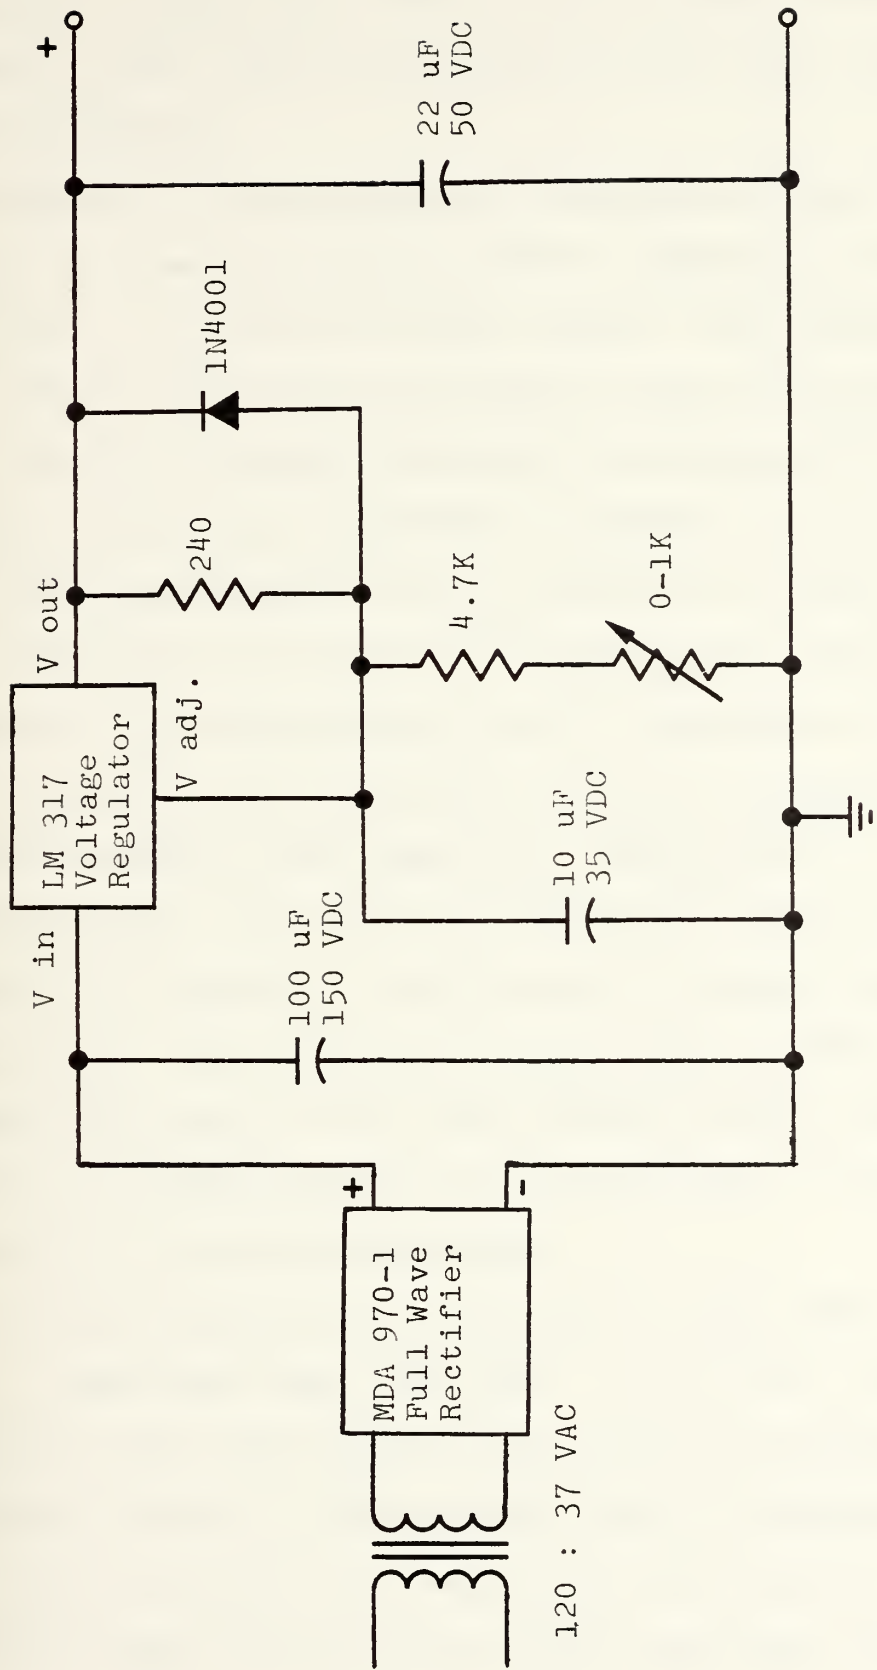 120 : 37 VAC
MDA 970-1
Full Wave
Rectifier
+
-
V in
100 uF
150 VDC
LM 317
Voltage
Regulator
V adj.
V out
10 uF
35 VDC
240
4.7K
0-1K
1N4001
22 uF
50 VDC
+